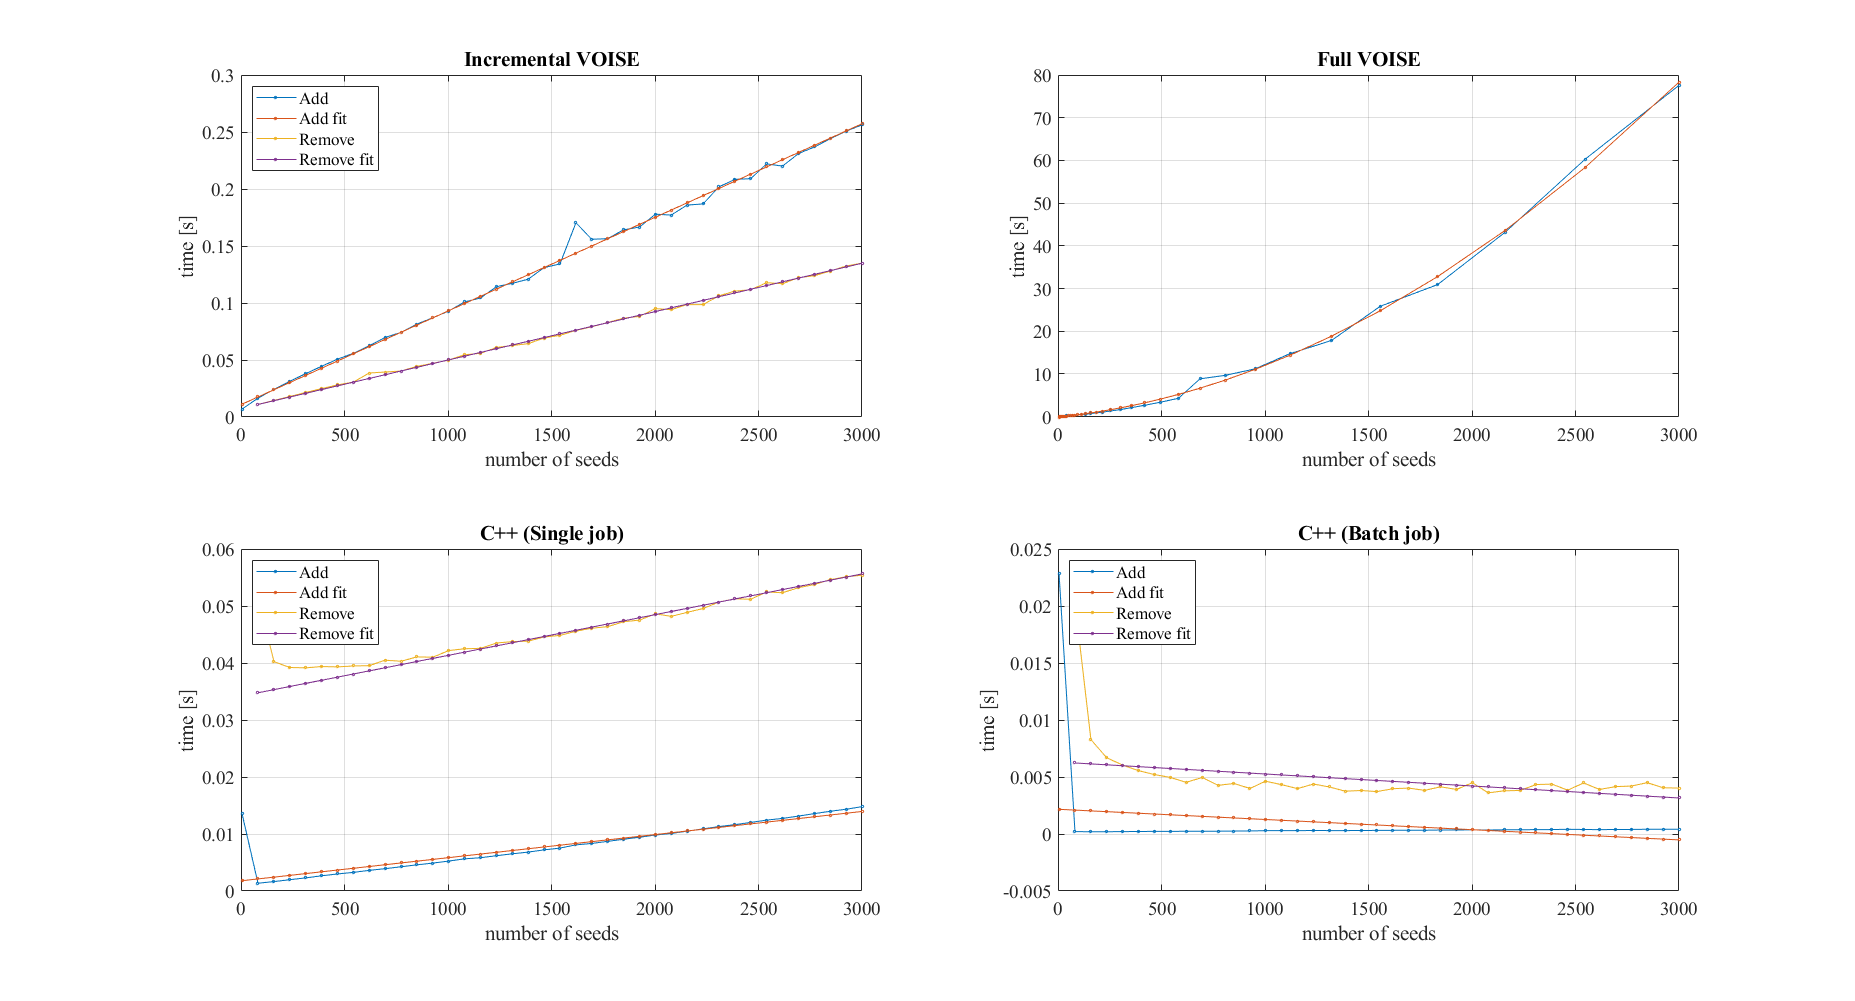 Incremental VOISE
0.3
0.25
0.2
0.15
0.1
0.05
0
time [s]
Add
Add fit
Remove
Remove fit
0 500 1000 1500 2000 2500 3000
number of seeds
Full VOISE
80
70
60
50
40
30
20
10
0
time [s]
0 500 1000 1500 2000 2500 3000
number of seeds
C++ (Single job)
0.06
0.05
0.04
0.03
0.02
0.01
0
time [s]
Add
Add fit
Remove
Remove fit
0 500 1000 1500 2000 2500 3000
number of seeds
C++ (Batch job)
0.025
0.02
0.015
0.01
0.005
0
-0.005
time [s]
Add
Add fit
Remove
Remove fit
0 500 1000 1500 2000 2500 3000
number of seeds